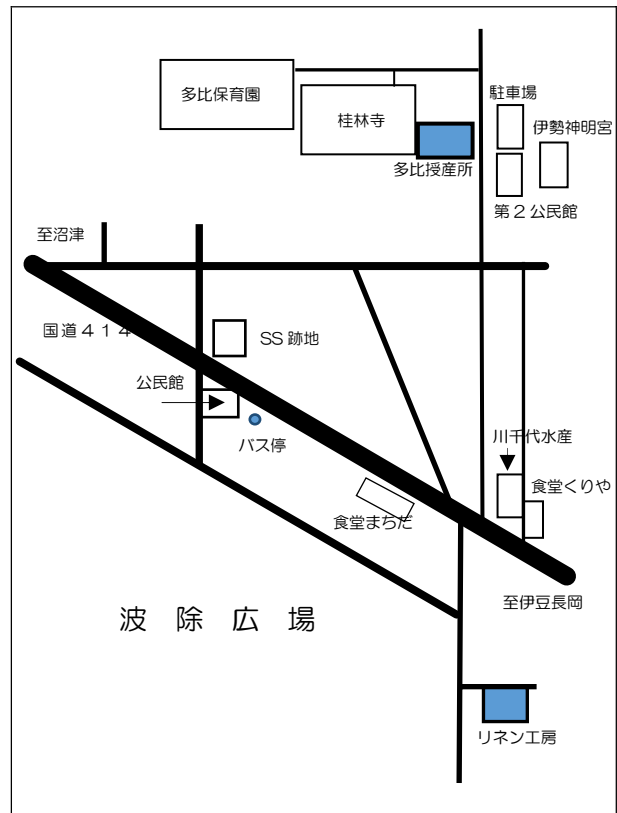 多比保育園
桂林寺
駐車場
伊勢神明宮
多比授産所
第2公民館
至沼津
国道414
SS跡地
公民館
バス停
川千代水産
食堂くりや
食堂まちだ
至伊豆長岡
波除広場
リネン工房